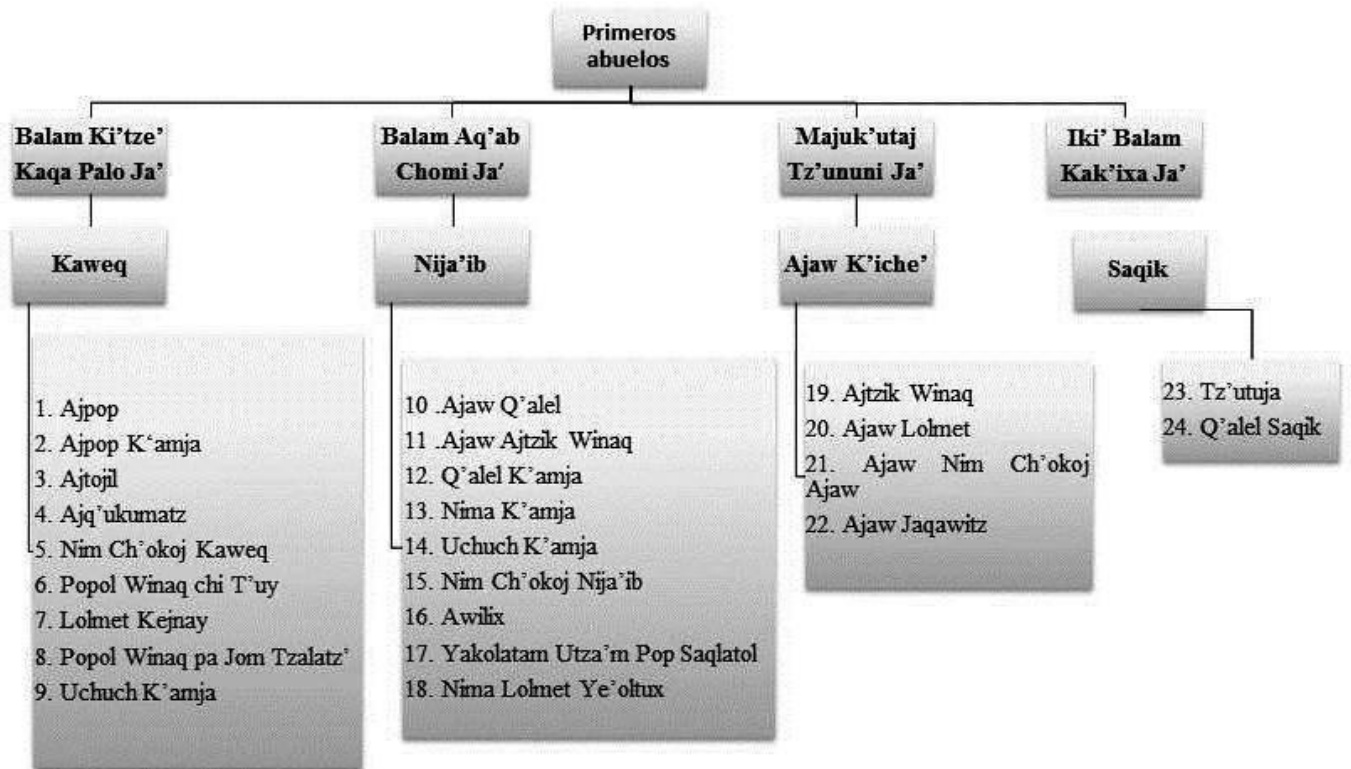 Primeros
abuelos
Balam Ki’tze’
Kaqa Palo Ja’
Balam Aq’ab
Chomi Ja’
Majuk’utaj
Tz’ununi Ja’
Iki’ Balam
Kak’ixa Ja’
Kaweq
Nija’ib
Ajaw K’iche’
Saqik
1. Ajpop
2. Ajpop K‘amja
3. Ajtojil
4. Ajq’ukumatz
5. Nim Ch’okoj Kaweq
6. Popol Winaq chi T’uy
7. Lolmet Kejnay
8. Popol Winaq pa Jom Tzalatz’
9. Uchuch K’amja
10 .Ajaw Q’alel
11 .Ajaw Ajtzik Winaq
12. Q’alel K’amja
13. Nima K’amja
14. Uchuch K’amja
15. Nim Ch’okoj Nija’ib
16. Awilix
17. Yakolatam Utza’m Pop Saqlatol
18. Nima Lolmet Ye’oltux
19. Ajtzik Winaq
20. Ajaw Lolmet
21. Ajaw Nim Ch’okoj
Ajaw
22. Ajaw Jaqawitz
23. Tz’utuja
24. Q’alel Saqik